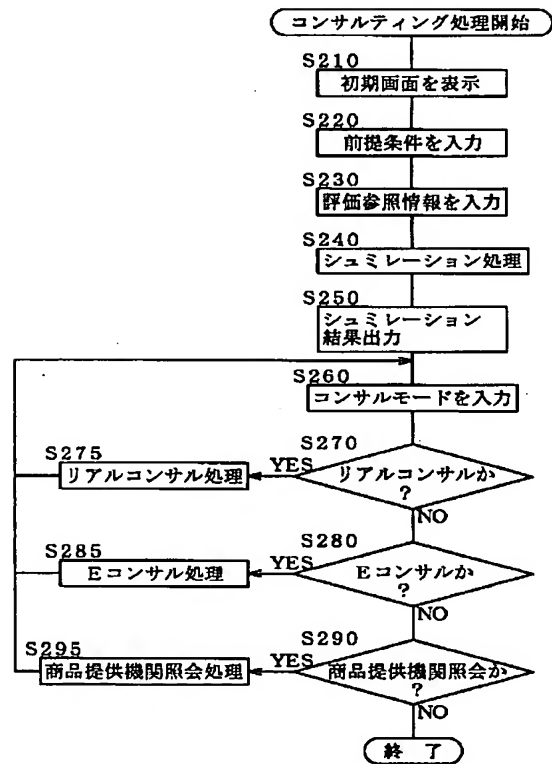 コンサルティング処理開始
S210
初期画面を表示
S220
前提条件を入力
S230
評価参照情報を入力
S240
シュミレーション処理
S250
シュミレーション
結果出力
S260
コンサルモードを入力
S270
リアルコンサルか
?
YES
NO
S275
リアルコンサル処理
S280
Eコンサルか
?
YES
NO
S285
Eコンサル処理
S290
商品提供機関照会か
?
YES
NO
S295
商品提供機関照会処理
終 了